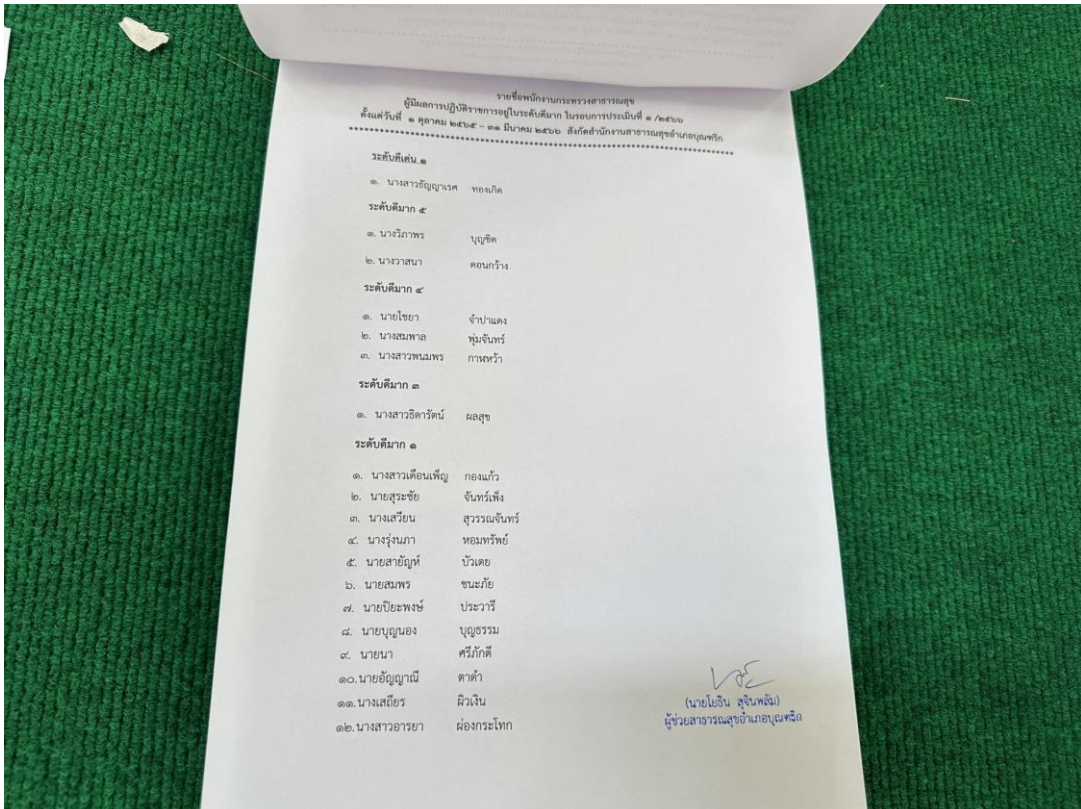 รายชื่อพนักงานกระทรวงสาธารณสุข
ผู้มีผลการปฏิบัติราชการอยู่ในระดับดีมาก ในรอบการประเมินที่ ๑ /๒๕๖๖
ตั้งแต่วันที่ ๑ ตุลาคม ๒๕๖๕ – ๓๑ มีนาคม ๒๕๖๖ สังกัดสำนักงานสาธารณสุขอำเภอบุณฑริก
ระดับดีเด่น ๑
๑. นางสาวธัญญาเรศ ทองเกิด
ระดับดีมาก ๕
๑. นางวิภาพร บุญชิต
๒. นางวาสนา ดอนกว้าง
ระดับดีมาก ๔
๑. นายไชยา จำปาแดง
๒. นางสมพาล พุ่มจันทร์
๓. นางสาวพนมพร กาฬหว้า
ระดับดีมาก ๓
๑. นางสาวธิดารัตน์ ผลสุข
ระดับดีมาก ๑
๑. นางสาวเดือนเพ็ญ กองแก้ว
๒. นายสุระชัย จันทร์เพ็ง
๓. นางเสวียน สุวรรณจันทร์
๔. นางรุ่งนภา หอมทรัพย์
๕. นายสายัญห์ บัวเตย
๖. นายสมพร ชนะภัย
๗. นายปิยะพงษ์ ประวารี
๘. นายบุญนอง บุญธรรม
๙. นายนา ศรีภักดี
๑๐.นายอัญญาณี ตาดำ
๑๑.นางเสถียร ผิวเงิน
๑๒.นางสาวอารยา ผ่องกระโทก
(นายโยธิน สุจินพลัม)
ผู้ช่วยสาธารณสุขอำเภอบุณฑริก